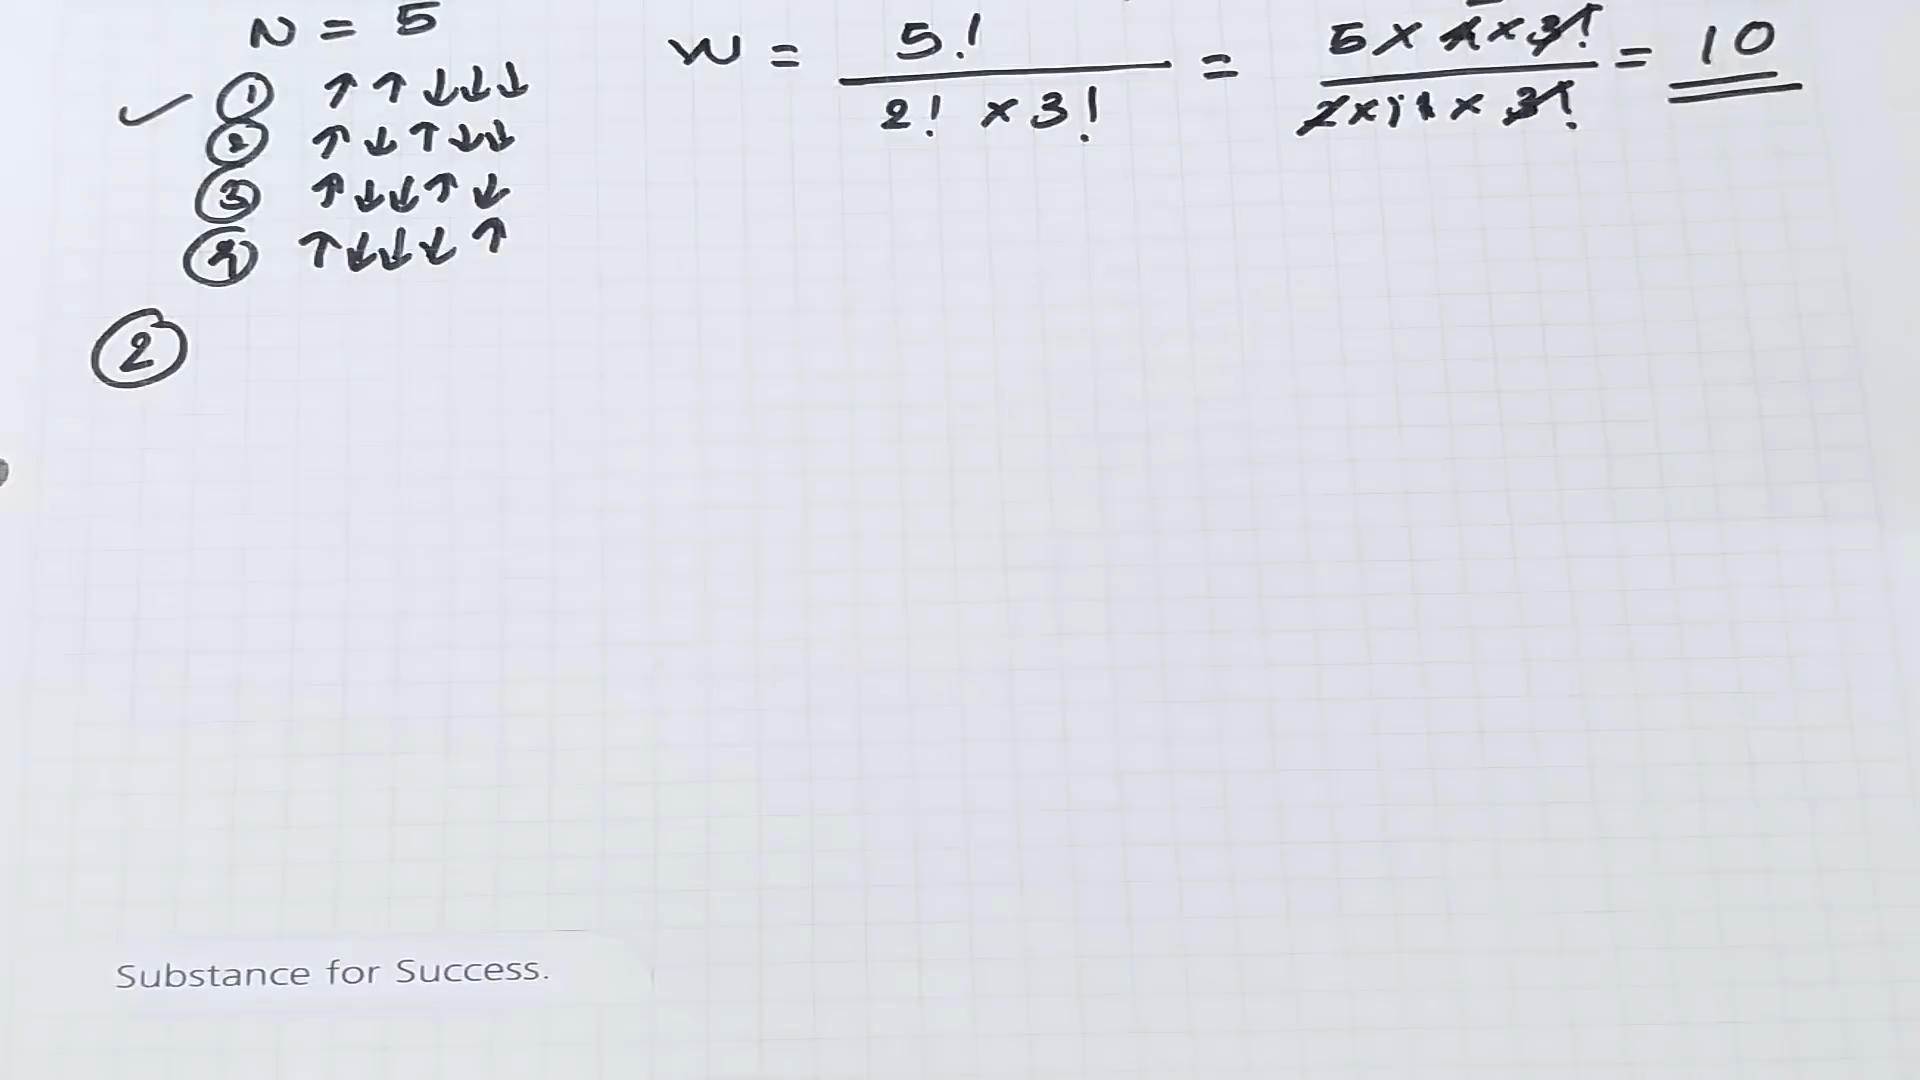 N = 5
W = 5! / 2! × 3! = 5 × 4 × 3! / 2 × 1 × 3! = 10
✓ ① ↑ ↑ ↓ ↓ ↓
② ↑ ↓ ↑ ↓ ↓
③ ↑ ↓ ↓ ↑ ↓
④ ↑ ↓ ↓ ↓ ↑
②
Substance for Success.